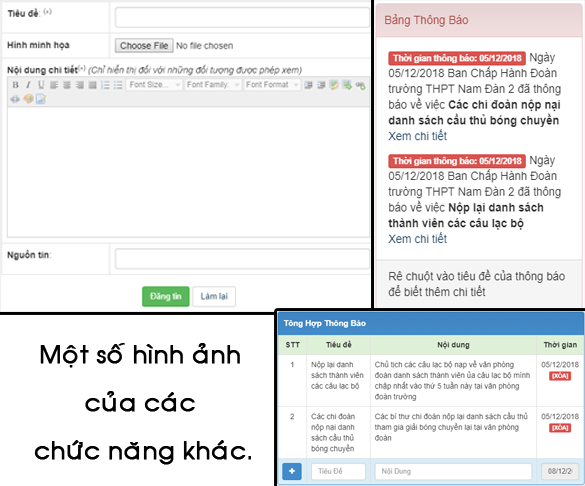 Tiêu đề: (*)
Hình minh họa
Choose File No file chosen
Nội dung chi tiết(*) (Chỉ hiển thị đối với những đối tượng được phép xem)
B I U Font Size... Font Family. Font Format
Nguồn tin:
Đăng tin Làm lại
Bảng Thông Báo
Thời gian thông báo: 05/12/2018 Ngày
05/12/2018 Ban Chấp Hành Đoàn
trường THPT Nam Đàn 2 đã thông
báo về việc Các chi đoàn nộp nại
danh sách cầu thủ bóng chuyền
Xem chi tiết
Thời gian thông báo: 05/12/2018 Ngày
05/12/2018 Ban Chấp Hành Đoàn
trường THPT Nam Đàn 2 đã thông
báo về việc Nộp lại danh sách
thành viên các câu lạc bộ
Xem chi tiết
Rê chuột vào tiêu đề của thông báo
để biết thêm chi tiết
Một số hình ảnh
của các
chức năng khác.
Tổng Hợp Thông Báo
STT Tiêu đề Nội dung Thời gian
1 Nộp lại danh sách thành viên các câu lạc bộ
Chủ tịch các câu lạc bộ nạp về văn phòng
đoàn danh sách thành viên ủa câu lạc bộ mình
chập nhất vào thứ 5 tuần này tại văn phòng
đoàn trường
05/12/2018
[XÓA]
2 Các chi đoàn nộp nại danh sách cầu thủ bóng chuyền
Các bí thư chi đoàn nộp lại danh sách cầu thủ
tham gia giải bóng chuyền lại tại văn phòng
đoàn
05/12/2018
[XÓA]
+ Tiêu Đề Nội Dung 08/12/2